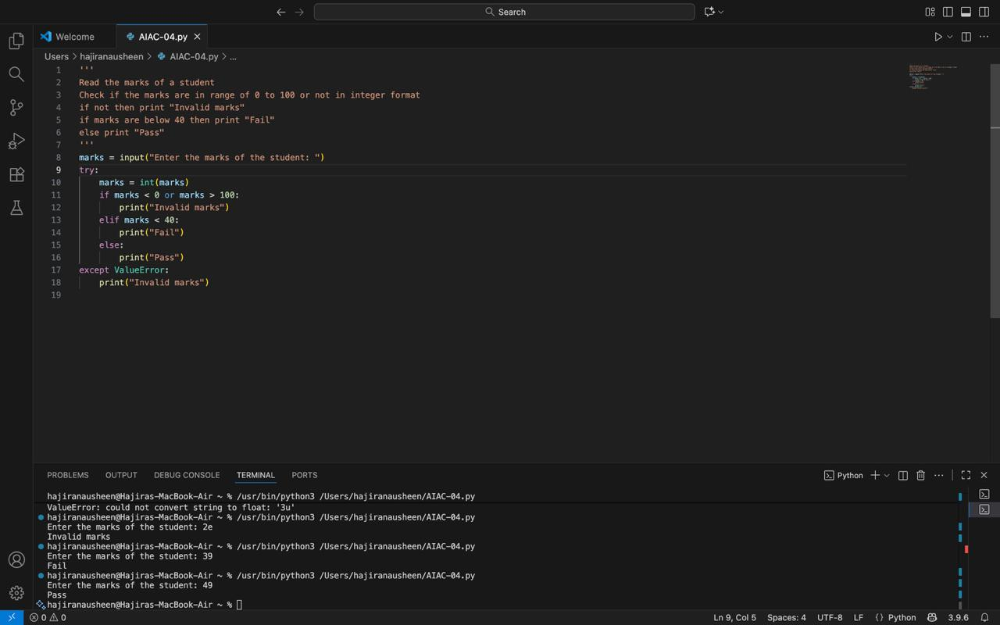 Search
Welcome
AIAC-04.py
Users > hajiranausheen > AIAC-04.py > ...
1 '''
2 Read the marks of a student
3 Check if the marks are in range of 0 to 100 or not in integer format
4 if not then print "Invalid marks"
5 if marks are below 40 then print "Fail"
6 else print "Pass"
7 '''
8 marks = input("Enter the marks of the student: ")
9 try:
10     marks = int(marks)
11     if marks < 0 or marks > 100:
12         print("Invalid marks")
13     elif marks < 40:
14         print("Fail")
15     else:
16         print("Pass")
17 except ValueError:
18     print("Invalid marks")
19
PROBLEMS OUTPUT DEBUG CONSOLE TERMINAL PORTS
Python
hajiranausheen@Hajiras-MacBook-Air ~ % /usr/bin/python3 /Users/hajiranausheen/AIAC-04.py
ValueError: could not convert string to float: '3u'
hajiranausheen@Hajiras-MacBook-Air ~ % /usr/bin/python3 /Users/hajiranausheen/AIAC-04.py
Enter the marks of the student: 2e
Invalid marks
hajiranausheen@Hajiras-MacBook-Air ~ % /usr/bin/python3 /Users/hajiranausheen/AIAC-04.py
Enter the marks of the student: 39
Fail
hajiranausheen@Hajiras-MacBook-Air ~ % /usr/bin/python3 /Users/hajiranausheen/AIAC-04.py
Enter the marks of the student: 49
Pass
hajiranausheen@Hajiras-MacBook-Air ~ %
0 0 Ln 9, Col 5 Spaces: 4 UTF-8 LF {} Python 3.9.6